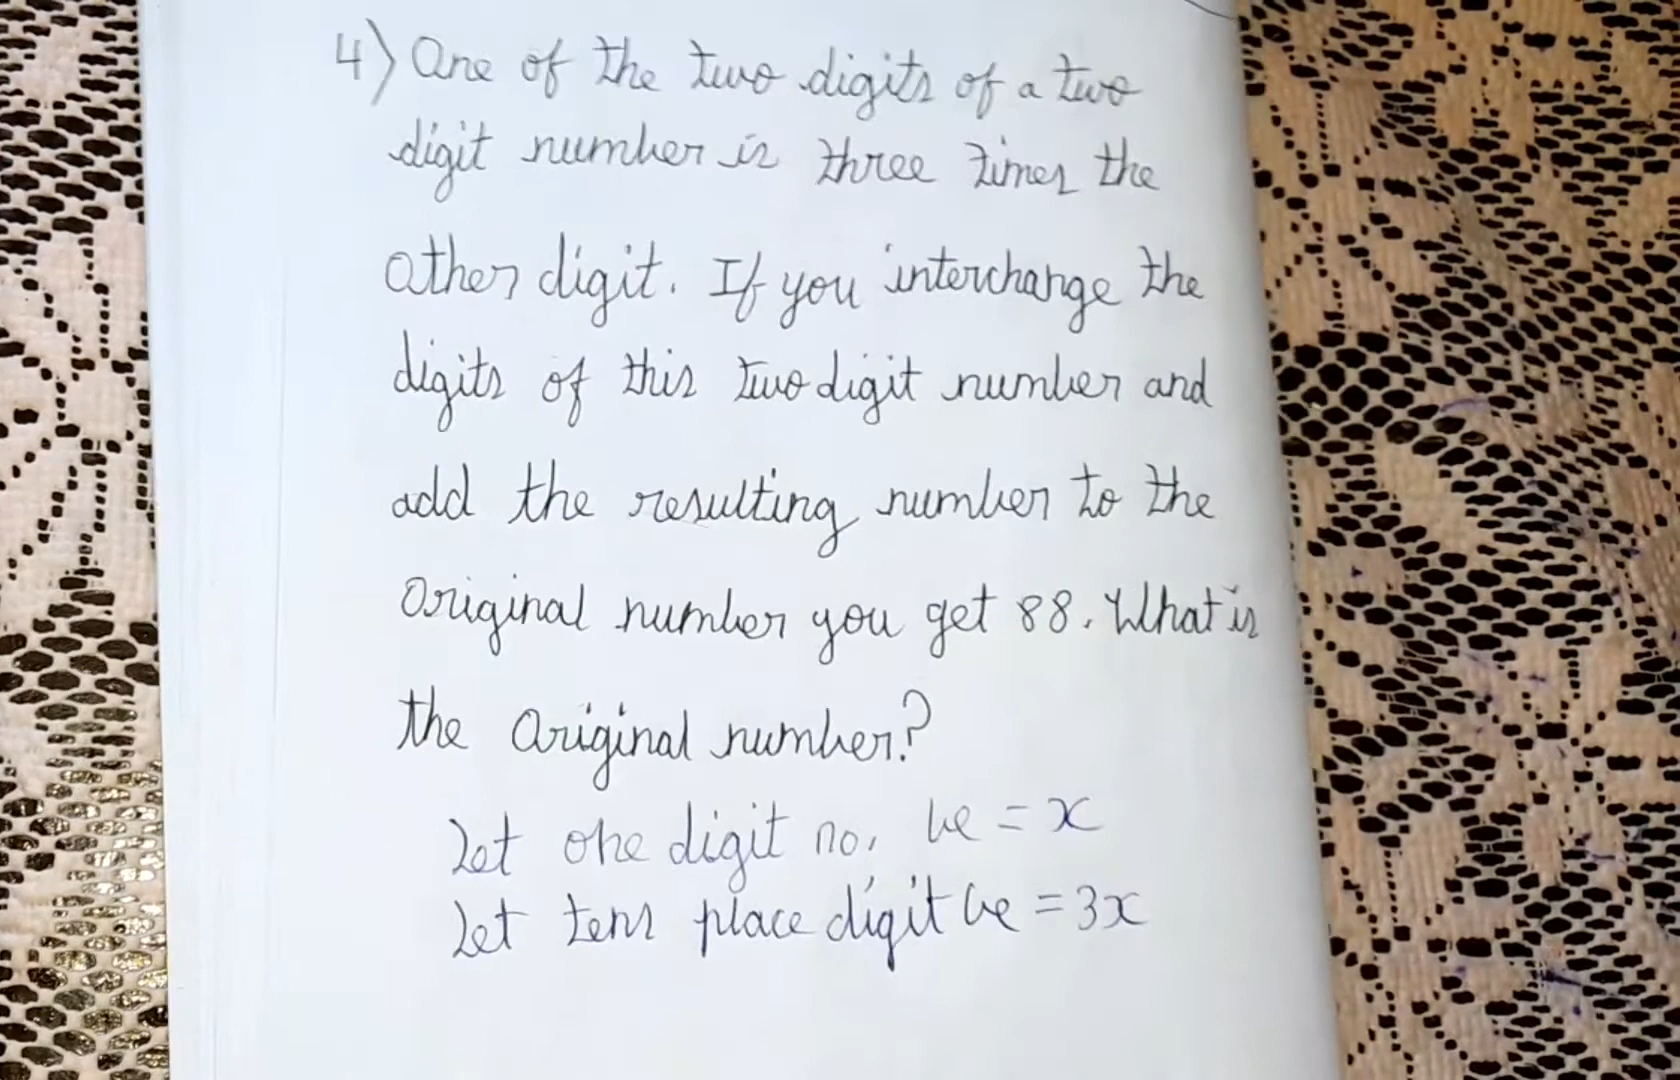 4) One of the two digits of a two
digit number is three times the
other digit. If you interchange the
digits of this two digit number and
add the resulting number to the
original number you get 88. What is
the original number?
Let one digit no. be = x
Let tens place digit be = 3x